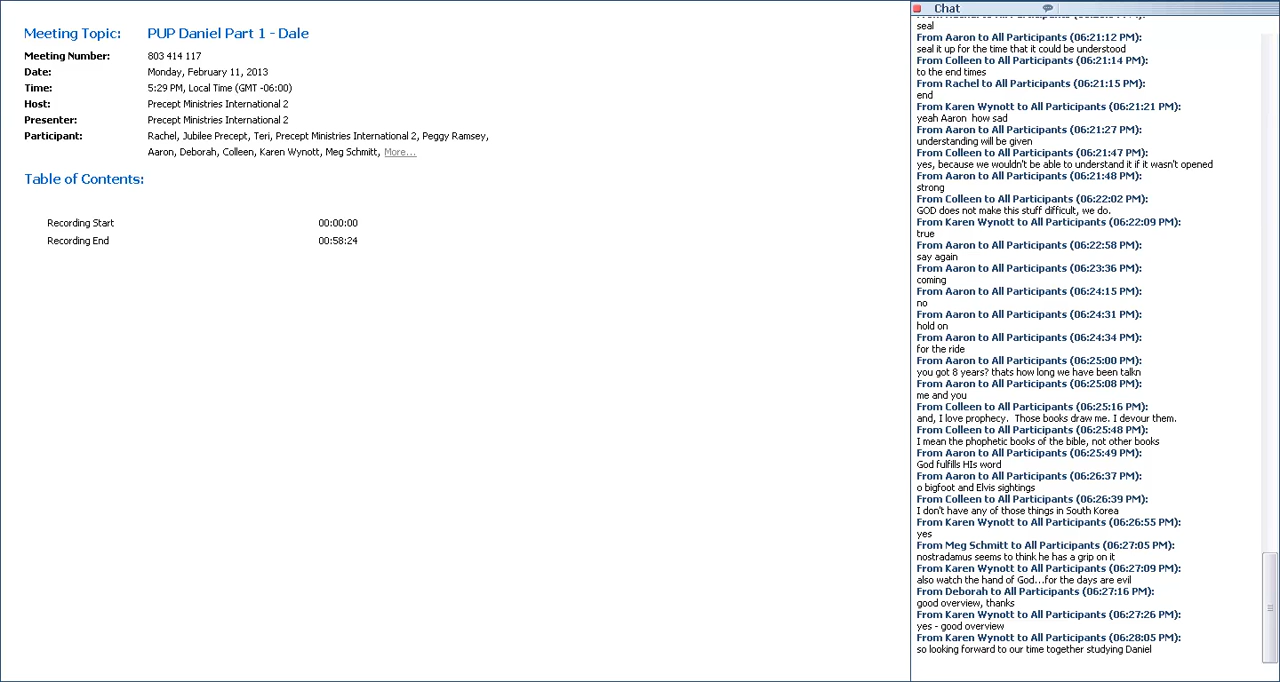 Meeting Topic: PUP Daniel Part 1 - Dale
Meeting Number: 803 414 117
Date: Monday, February 11, 2013
Time: 5:29 PM, Local Time (GMT -06:00)
Host: Precept Ministries International 2
Presenter: Precept Ministries International 2
Participant: Rachel, Jubilee Precept, Teri, Precept Ministries International 2, Peggy Ramsey,
Aaron, Deborah, Colleen, Karen Wynott, Meg Schmitt, More...
Table of Contents:
Recording Start 00:00:00
Recording End 00:58:24
Chat
seal
From Aaron to All Participants (06:21:12 PM):
seal it up for the time that it could be understood
From Colleen to All Participants (06:21:14 PM):
to the end times
From Rachel to All Participants (06:21:15 PM):
end
From Karen Wynott to All Participants (06:21:21 PM):
yeah Aaron  how sad
From Aaron to All Participants (06:21:27 PM):
understanding will be given
From Colleen to All Participants (06:21:47 PM):
yes, because we wouldn't be able to understand it if it wasn't opened
From Aaron to All Participants (06:21:48 PM):
strong
From Colleen to All Participants (06:22:02 PM):
GOD does not make this stuff difficult, we do.
From Karen Wynott to All Participants (06:22:09 PM):
true
From Aaron to All Participants (06:22:58 PM):
say again
From Aaron to All Participants (06:23:36 PM):
coming
From Aaron to All Participants (06:24:15 PM):
no
From Aaron to All Participants (06:24:31 PM):
hold on
From Aaron to All Participants (06:24:34 PM):
for the ride
From Aaron to All Participants (06:25:00 PM):
you got 8 years? thats how long we have been talkn
From Aaron to All Participants (06:25:08 PM):
me and you
From Colleen to All Participants (06:25:16 PM):
and, I love prophecy.  Those books draw me. I devour them.
From Colleen to All Participants (06:25:48 PM):
I mean the phophetic books of the bible, not other books
From Aaron to All Participants (06:25:49 PM):
God fulfills HIs word
From Aaron to All Participants (06:26:37 PM):
o bigfoot and Elvis sightings
From Colleen to All Participants (06:26:39 PM):
I don't have any of those things in South Korea
From Karen Wynott to All Participants (06:26:55 PM):
yes
From Meg Schmitt to All Participants (06:27:05 PM):
nostradamus seems to think he has a grip on it
From Karen Wynott to All Participants (06:27:09 PM):
also watch the hand of God...for the days are evil
From Deborah to All Participants (06:27:16 PM):
good overview, thanks
From Karen Wynott to All Participants (06:27:26 PM):
yes - good overview
From Karen Wynott to All Participants (06:28:05 PM):
so looking forward to our time together studying Daniel